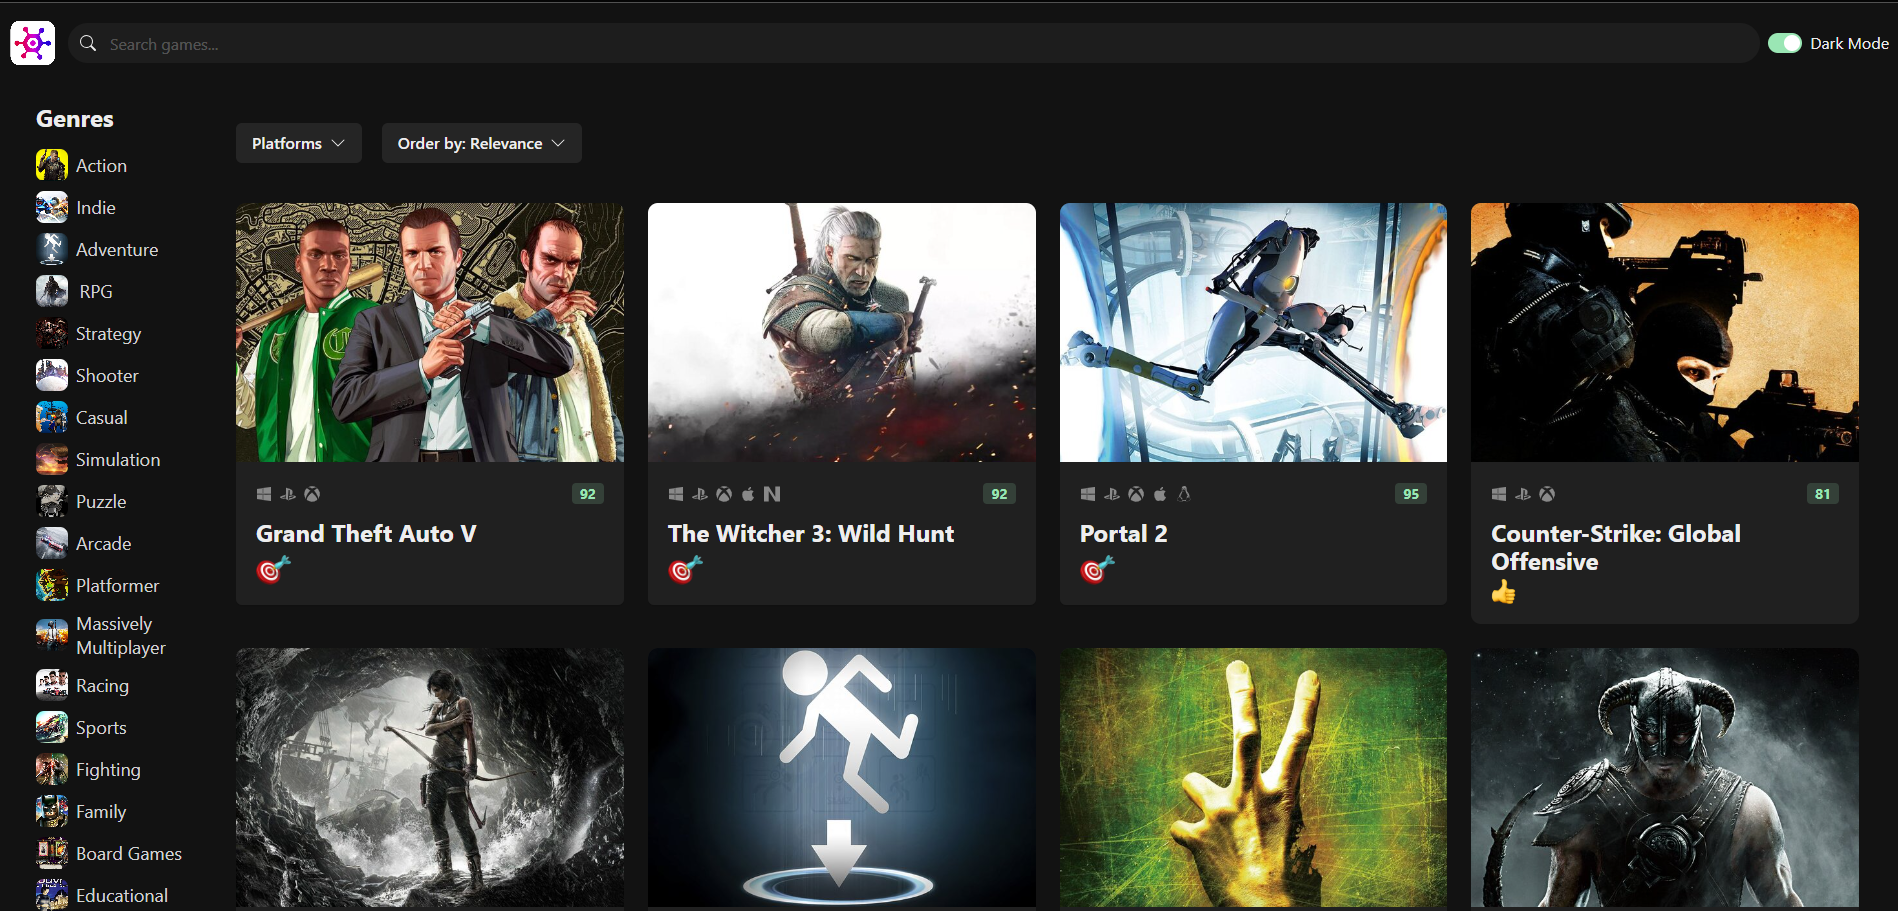 Search games...
Dark Mode
Genres
Action
Indie
Adventure
RPG
Strategy
Shooter
Casual
Simulation
Puzzle
Arcade
Platformer
Massively
Multiplayer
Racing
Sports
Fighting
Family
Board Games
Educational
Platforms
Order by: Relevance
92
Grand Theft Auto V
92
The Witcher 3: Wild Hunt
95
Portal 2
81
Counter-Strike: Global
Offensive